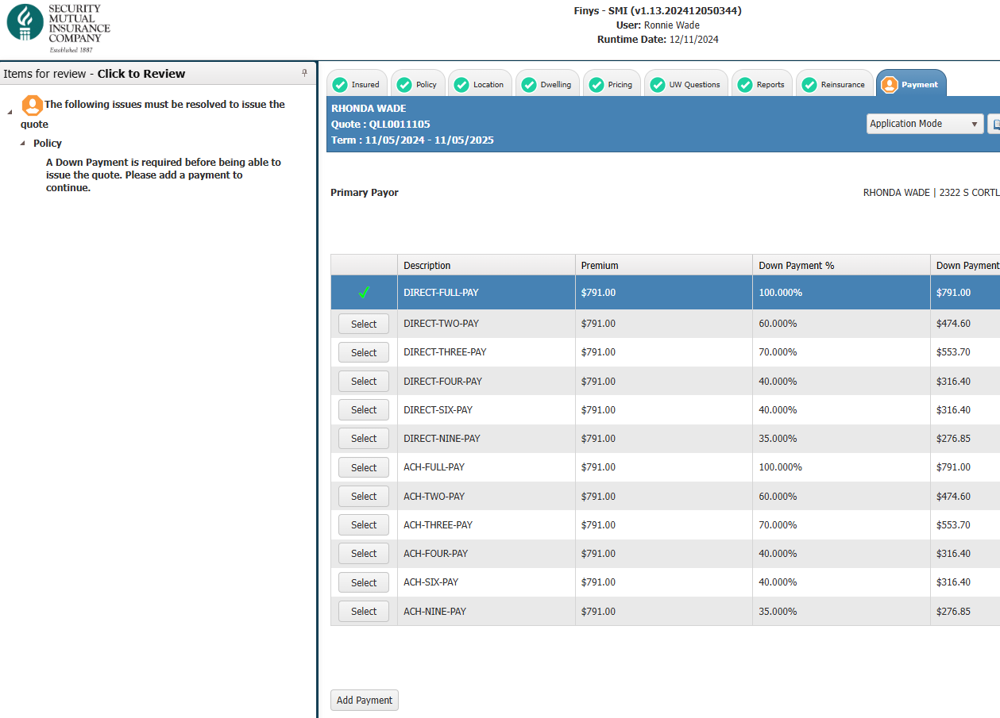 SECURITY
MUTUAL
INSURANCE
COMPANY
Established 1887
Finys - SMI (v1.13.202412050344)
User: Ronnie Wade
Runtime Date: 12/11/2024
Items for review - Click to Review
The following issues must be resolved to issue the
quote
Policy
A Down Payment is required before being able to
issue the quote. Please add a payment to
continue.
Insured Policy Location Dwelling Pricing UW Questions Reports Reinsurance Payment
RHONDA WADE
Quote : QLL0011105
Term : 11/05/2024 - 11/05/2025
Application Mode
Primary Payor RHONDA WADE | 2322 S CORTL
Description Premium Down Payment % Down Payment
DIRECT-FULL-PAY $791.00 100.000% $791.00
Select DIRECT-TWO-PAY $791.00 60.000% $474.60
Select DIRECT-THREE-PAY $791.00 70.000% $553.70
Select DIRECT-FOUR-PAY $791.00 40.000% $316.40
Select DIRECT-SIX-PAY $791.00 40.000% $316.40
Select DIRECT-NINE-PAY $791.00 35.000% $276.85
Select ACH-FULL-PAY $791.00 100.000% $791.00
Select ACH-TWO-PAY $791.00 60.000% $474.60
Select ACH-THREE-PAY $791.00 70.000% $553.70
Select ACH-FOUR-PAY $791.00 40.000% $316.40
Select ACH-SIX-PAY $791.00 40.000% $316.40
Select ACH-NINE-PAY $791.00 35.000% $276.85
Add Payment